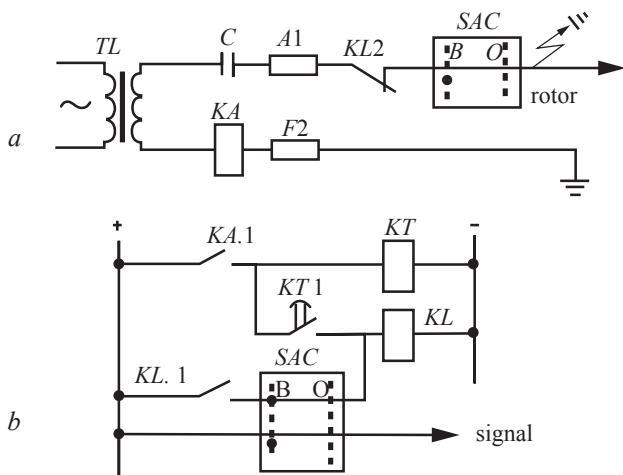 SAC
TL C A1 KL2 B O
rotor
a KA F2
+ -
KA.1 KT
KT 1
KL
SAC
KL. 1 B O
b
signal